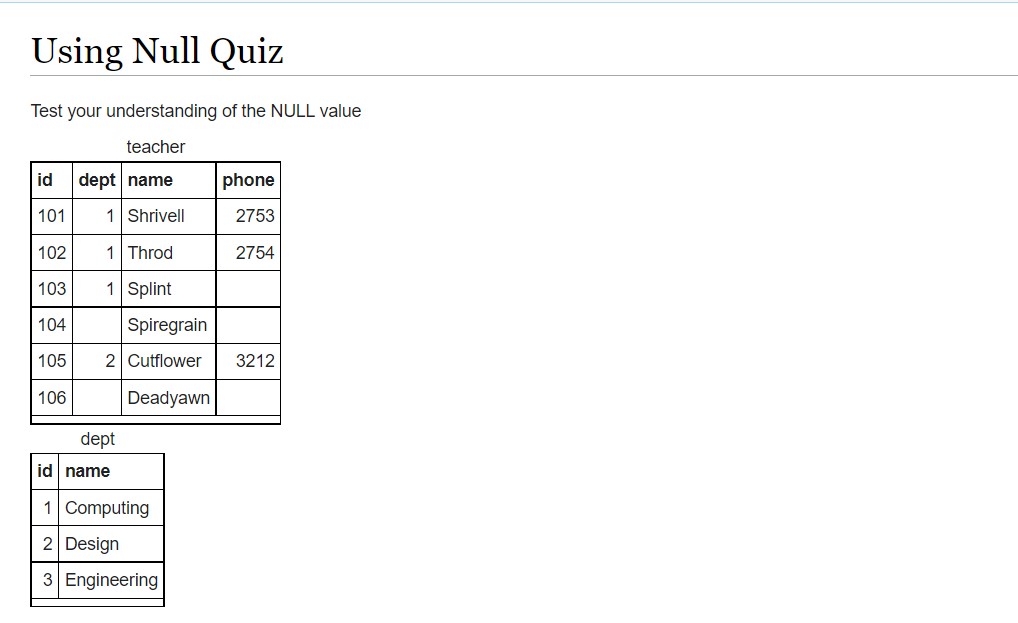 Using Null Quiz
Test your understanding of the NULL value
teacher
id dept name phone
101 1 Shrivell 2753
102 1 Throd 2754
103 1 Splint
104 Spiregrain
105 2 Cutflower 3212
106 Deadyawn
dept
id name
1 Computing
2 Design
3 Engineering